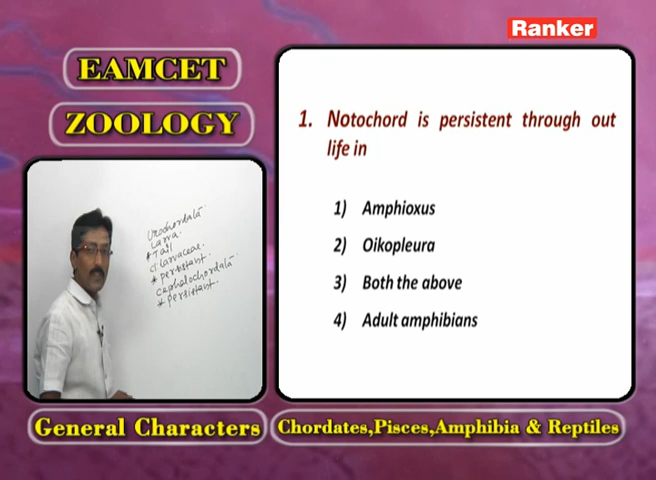 Ranker
EAMCET
ZOOLOGY
1. Notochord is persistent through out
life in
1) Amphioxus
2) Oikopleura
3) Both the above
4) Adult amphibians
Urochordata
Larva.
* Tail
Larvaceae.
* persistant.
Cephalochordata
* persistant.
General Characters
Chordates,Pisces,Amphibia & Reptiles